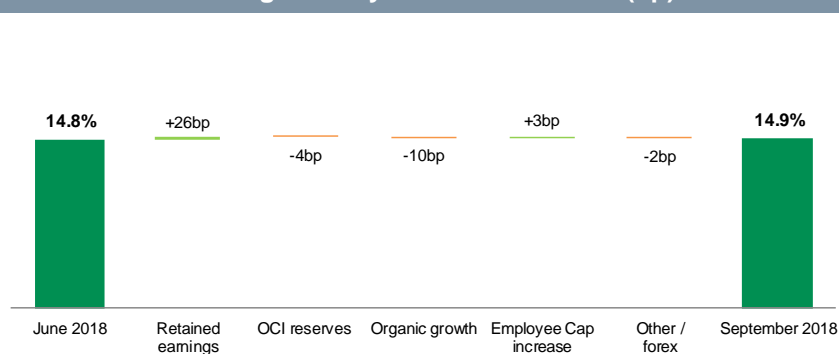 14.8%
+26bp
-4bp
-10bp
+3bp
-2bp
14.9%
June 2018
Retained
earnings
OCI reserves
Organic growth
Employee Cap
increase
Other /
forex
September 2018